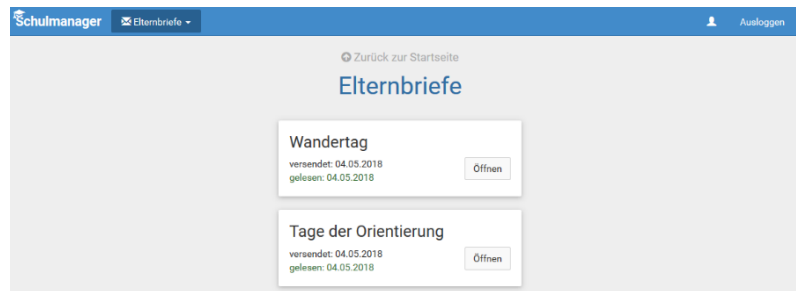 Schulmanager Elternbriefe Ausloggen
Zurück zur Startseite
Elternbriefe
Wandertag
versendet: 04.05.2018
gelesen: 04.05.2018
Öffnen
Tage der Orientierung
versendet: 04.05.2018
gelesen: 04.05.2018
Öffnen